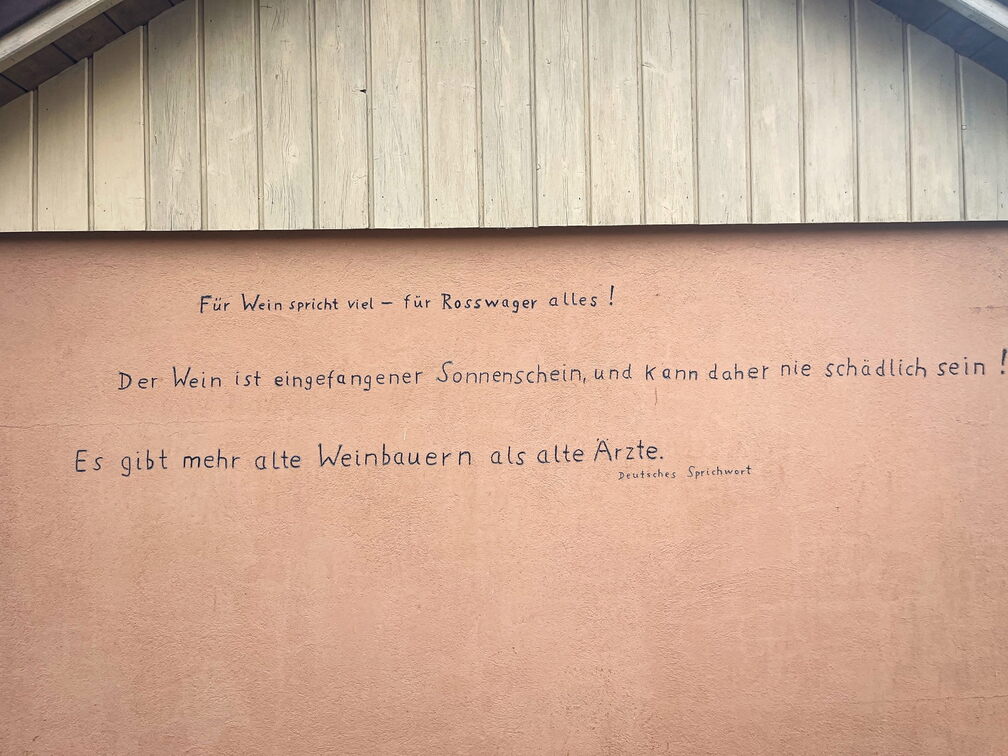 Für Wein spricht viel – für Rosswager alles !
Der Wein ist eingefangener Sonnenschein, und kann daher nie schädlich sein !
Es gibt mehr alte Weinbauern als alte Ärzte.
Deutsches Sprichwort